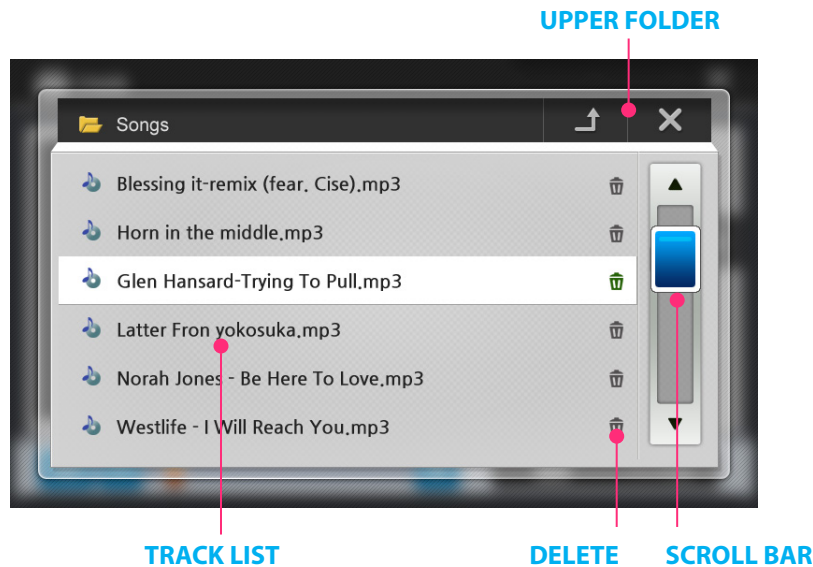 UPPER FOLDER
Songs
Blessing it-remix (fear. Cise).mp3
Horn in the middle.mp3
Glen Hansard-Trying To Pull.mp3
Latter Fron yokosuka.mp3
Norah Jones - Be Here To Love.mp3
Westlife - I Will Reach You.mp3
TRACK LIST
DELETE
SCROLL BAR